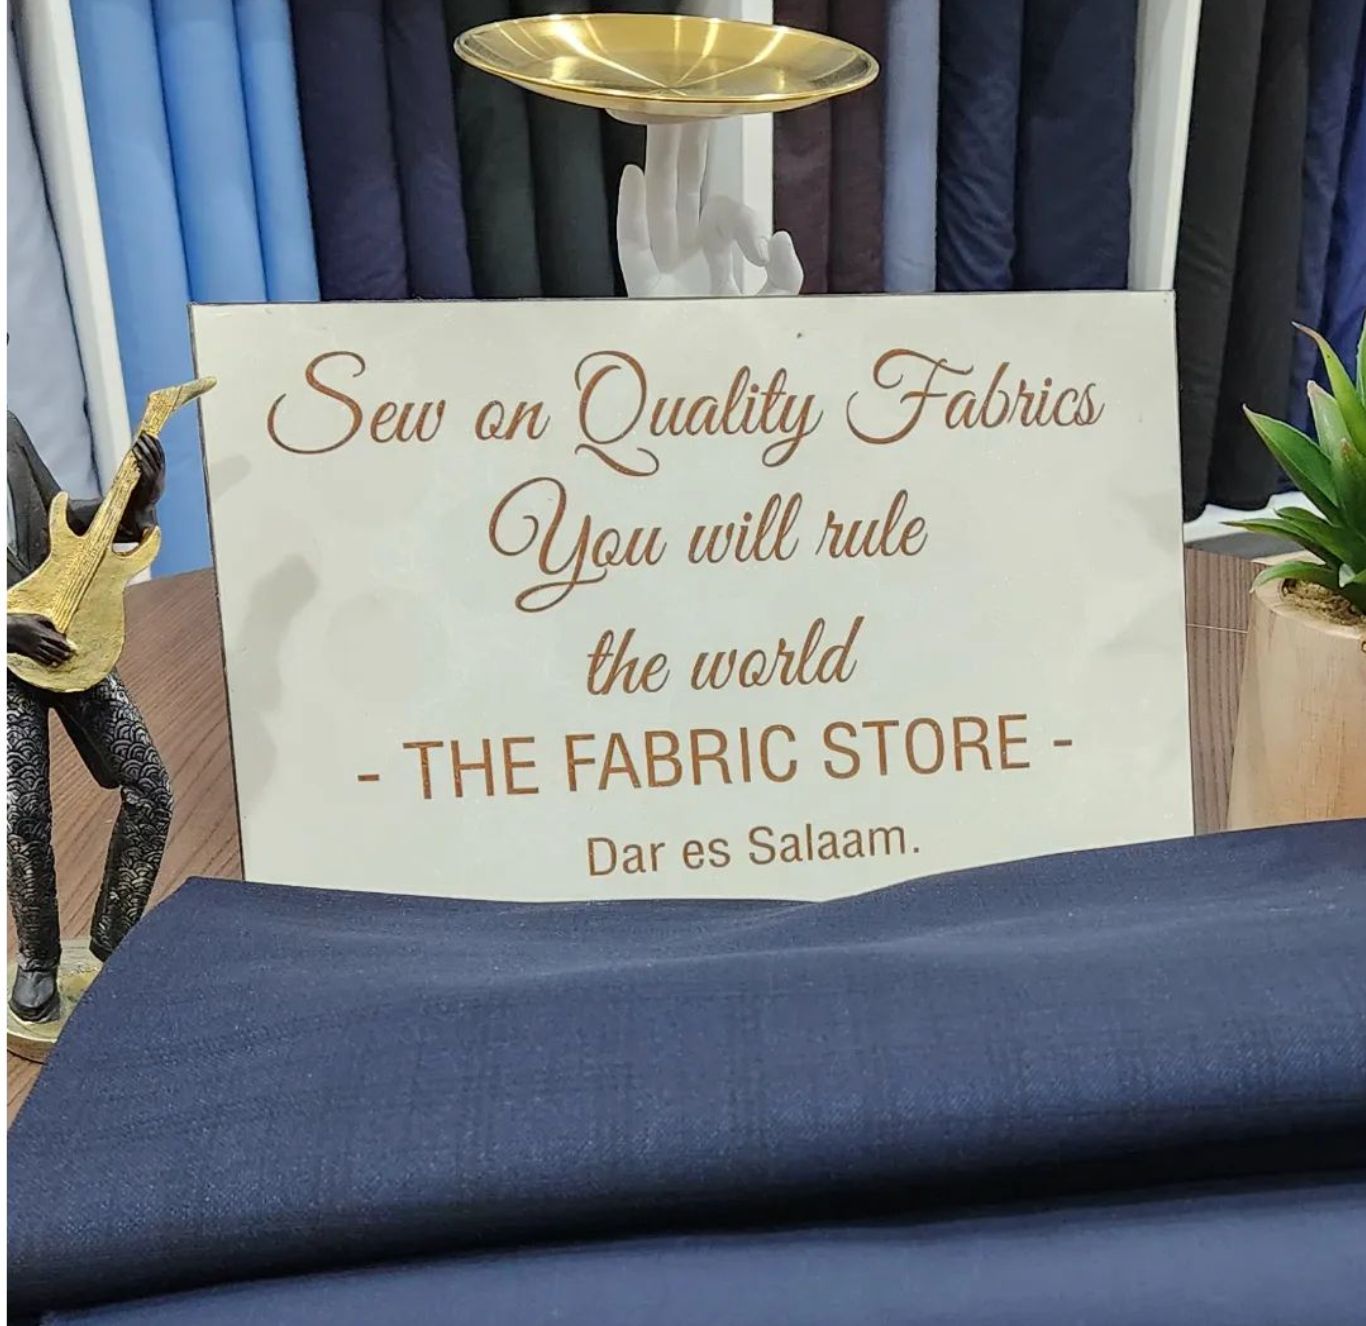 Sew on Quality Fabrics
You will rule
the world
- THE FABRIC STORE -
Dar es Salaam.